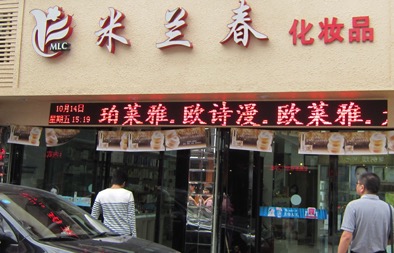 MLC
米兰春
化妆品
10月14日
星期五 15:19
珀莱雅.欧诗漫.欧莱雅.